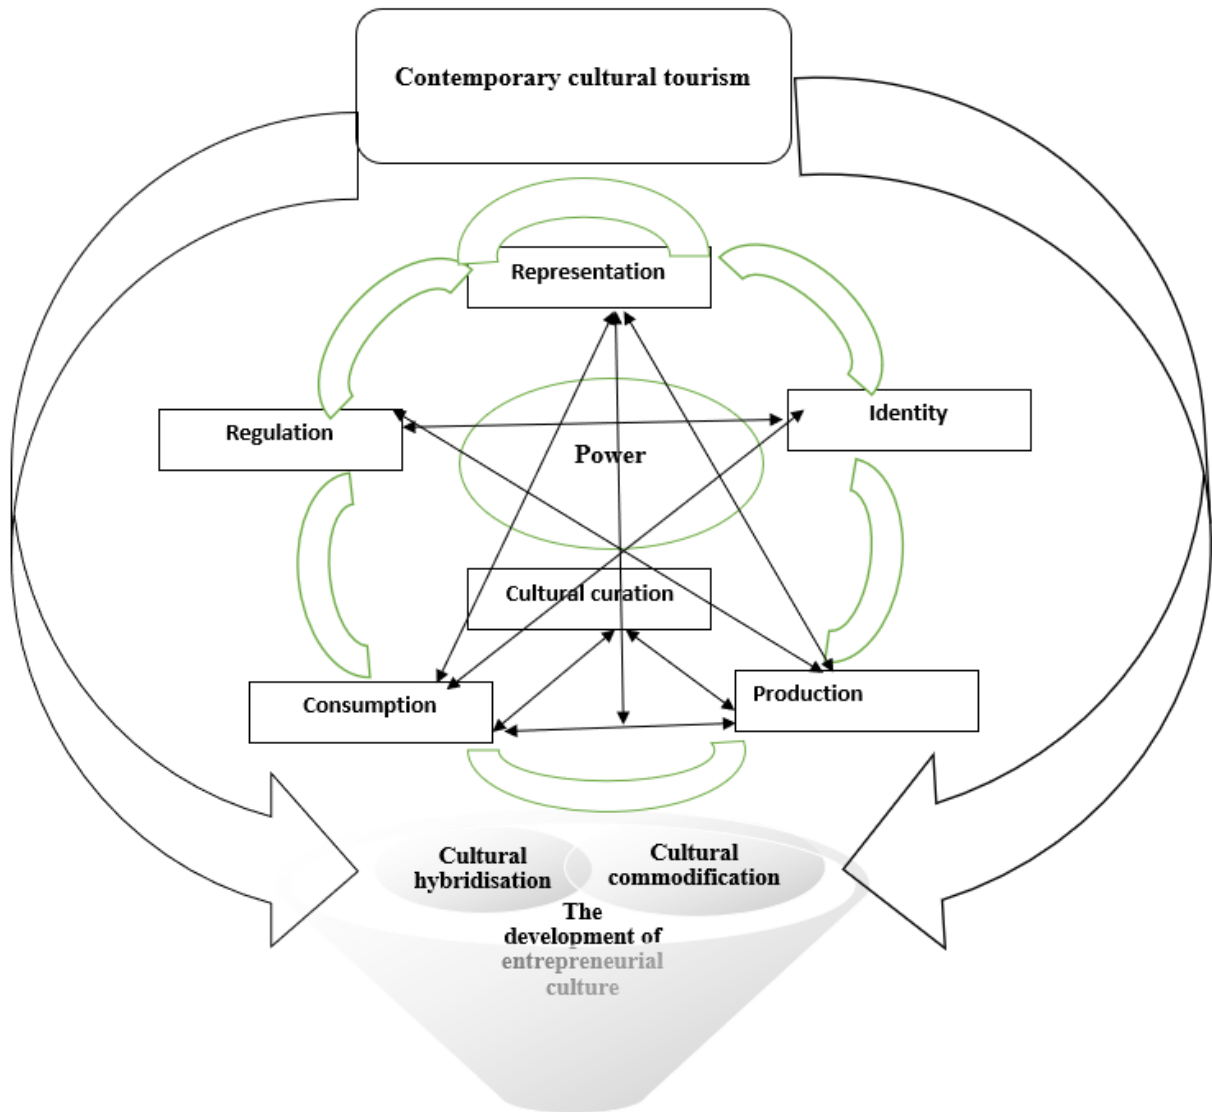 Contemporary cultural tourism
Representation
Identity
Regulation
Power
Cultural curation
Production
Consumption
Cultural
hybridisation
Cultural
commodification
The
development of
entrepreneurial
culture